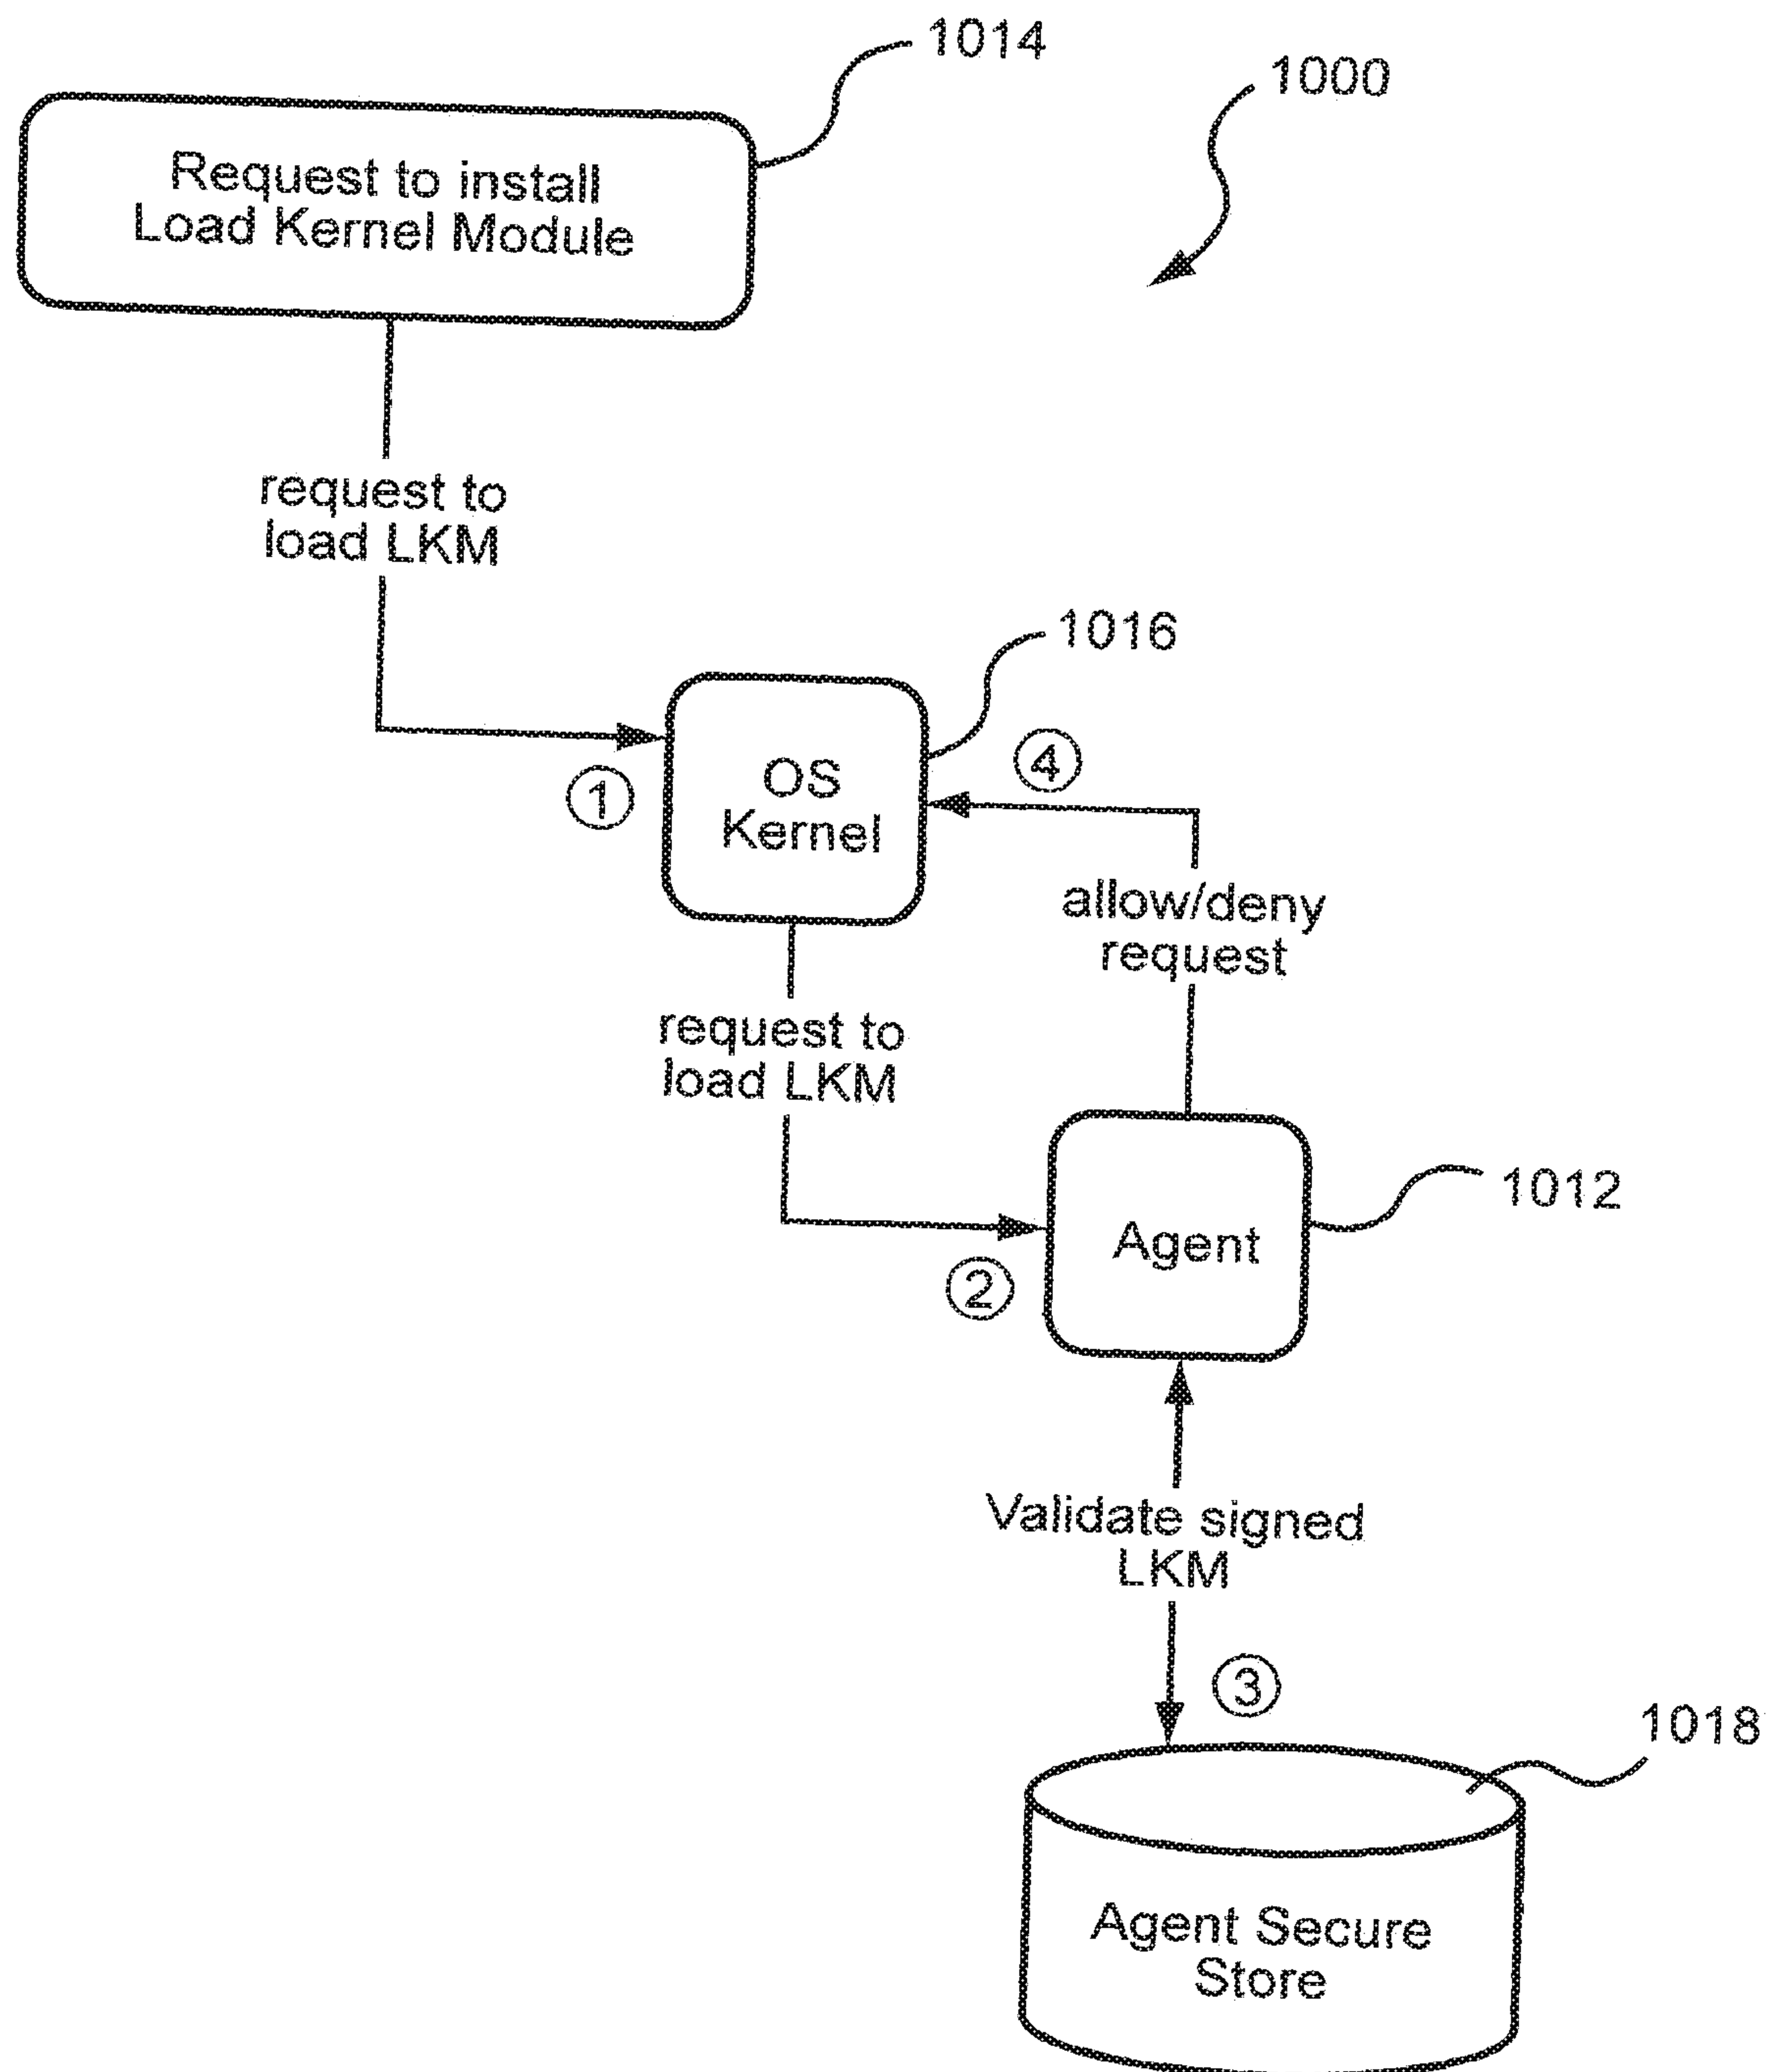 1014
1000
Request to install
Load Kernel Module
request to
load LKM
1016
1
4
OS
Kernel
allow/deny
request
request to
load LKM
1012
Agent
2
Validate signed
LKM
3
1018
Agent Secure
Store